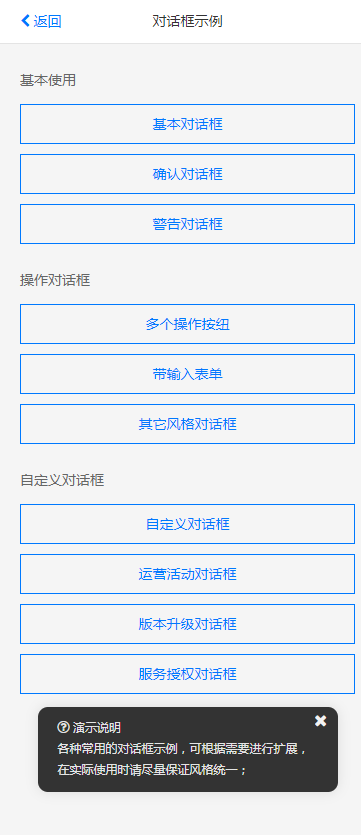 返回
对话框示例
基本使用
基本对话框
确认对话框
警告对话框
操作对话框
多个操作按纽
带输入表单
其它风格对话框
自定义对话框
自定义对话框
运营活动对话框
版本升级对话框
服务授权对话框
演示说明
各种常用的对话框示例，可根据需要进行扩展，
在实际使用时请尽量保证风格统一；